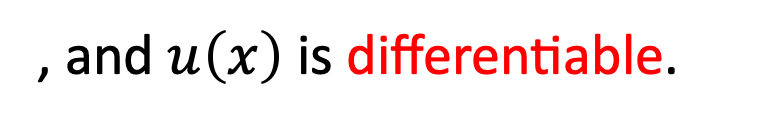 , and u(x) is differentiable.